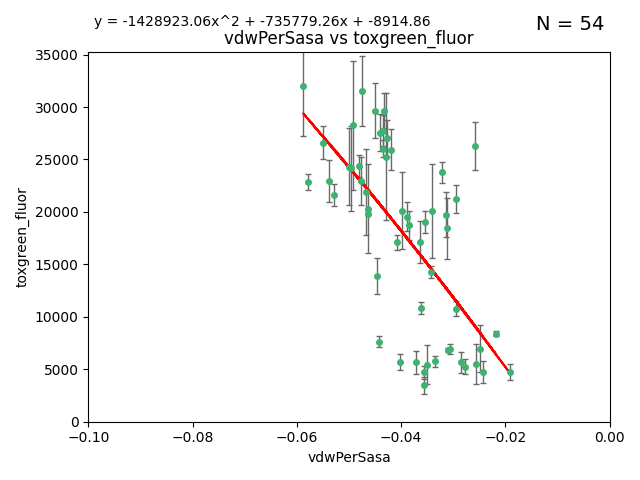 y = -1428923.06x^2 + -735779.26x + -8914.86
N = 54
vdwPerSasa vs toxgreen_fluor
35000
30000
25000
20000
15000
10000
5000
0
toxgreen_fluor
−0.10
−0.08
−0.06
−0.04
−0.02
0.00
vdwPerSasa